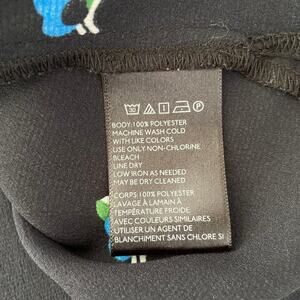 BODY:100% POLYESTER
MACHINE WASH COLD
WITH LIKE COLORS
USE ONLY NON-CHLORINE
BLEACH
LINE DRY
LOW IRON AS NEEDED
MAY BE DRY CLEANED
CORPS:100% POLYESTER
LAVAGE À LAMAIN À
TEMPÉRATURE FROIDE
AVEC COULEURS SIMILAIRES
UTILISER UN AGENT DE
BLANCHIMENT SANS CHLORE SI